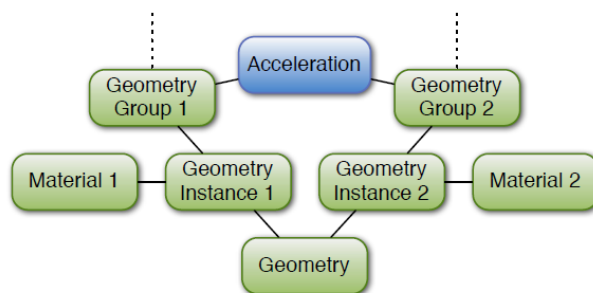 Acceleration
Geometry
Group 1
Geometry
Group 2
Material 1
Geometry
Instance 1
Geometry
Instance 2
Material 2
Geometry